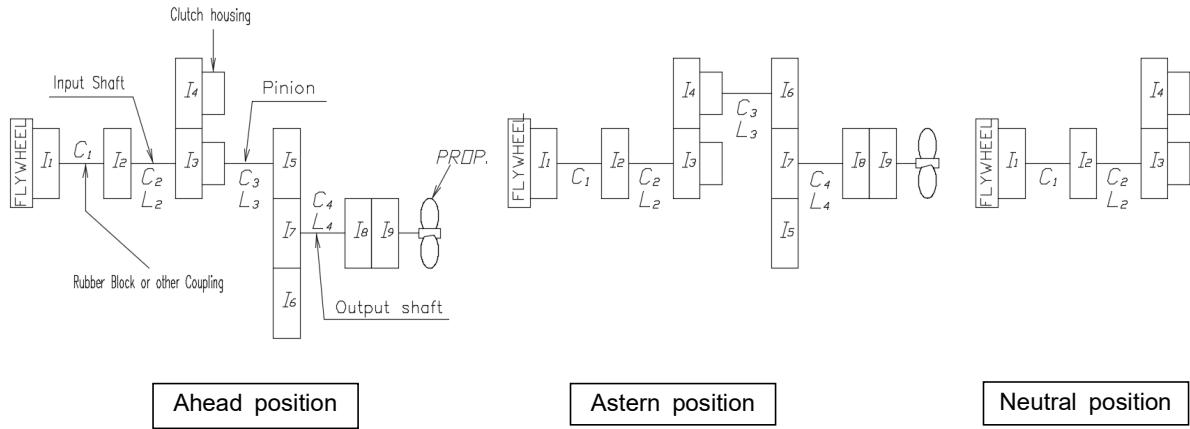 Clutch housing
Input Shaft
Pinion
I4
FLYWHEEL
I1
C1
I2
C2
L2
I3
C3
L3
I5
PROP.
I7
C4
L4
I8
I9
I6
Rubber Block or other Coupling
Output shaft
Ahead position
I4
C3
L3
I6
FLYWHEEL
I1
C1
I2
C2
L2
I3
I7
C4
L4
I8
I9
I5
Astern position
I4
FLYWHEEL
I1
C1
I2
C2
L2
I3
Neutral position